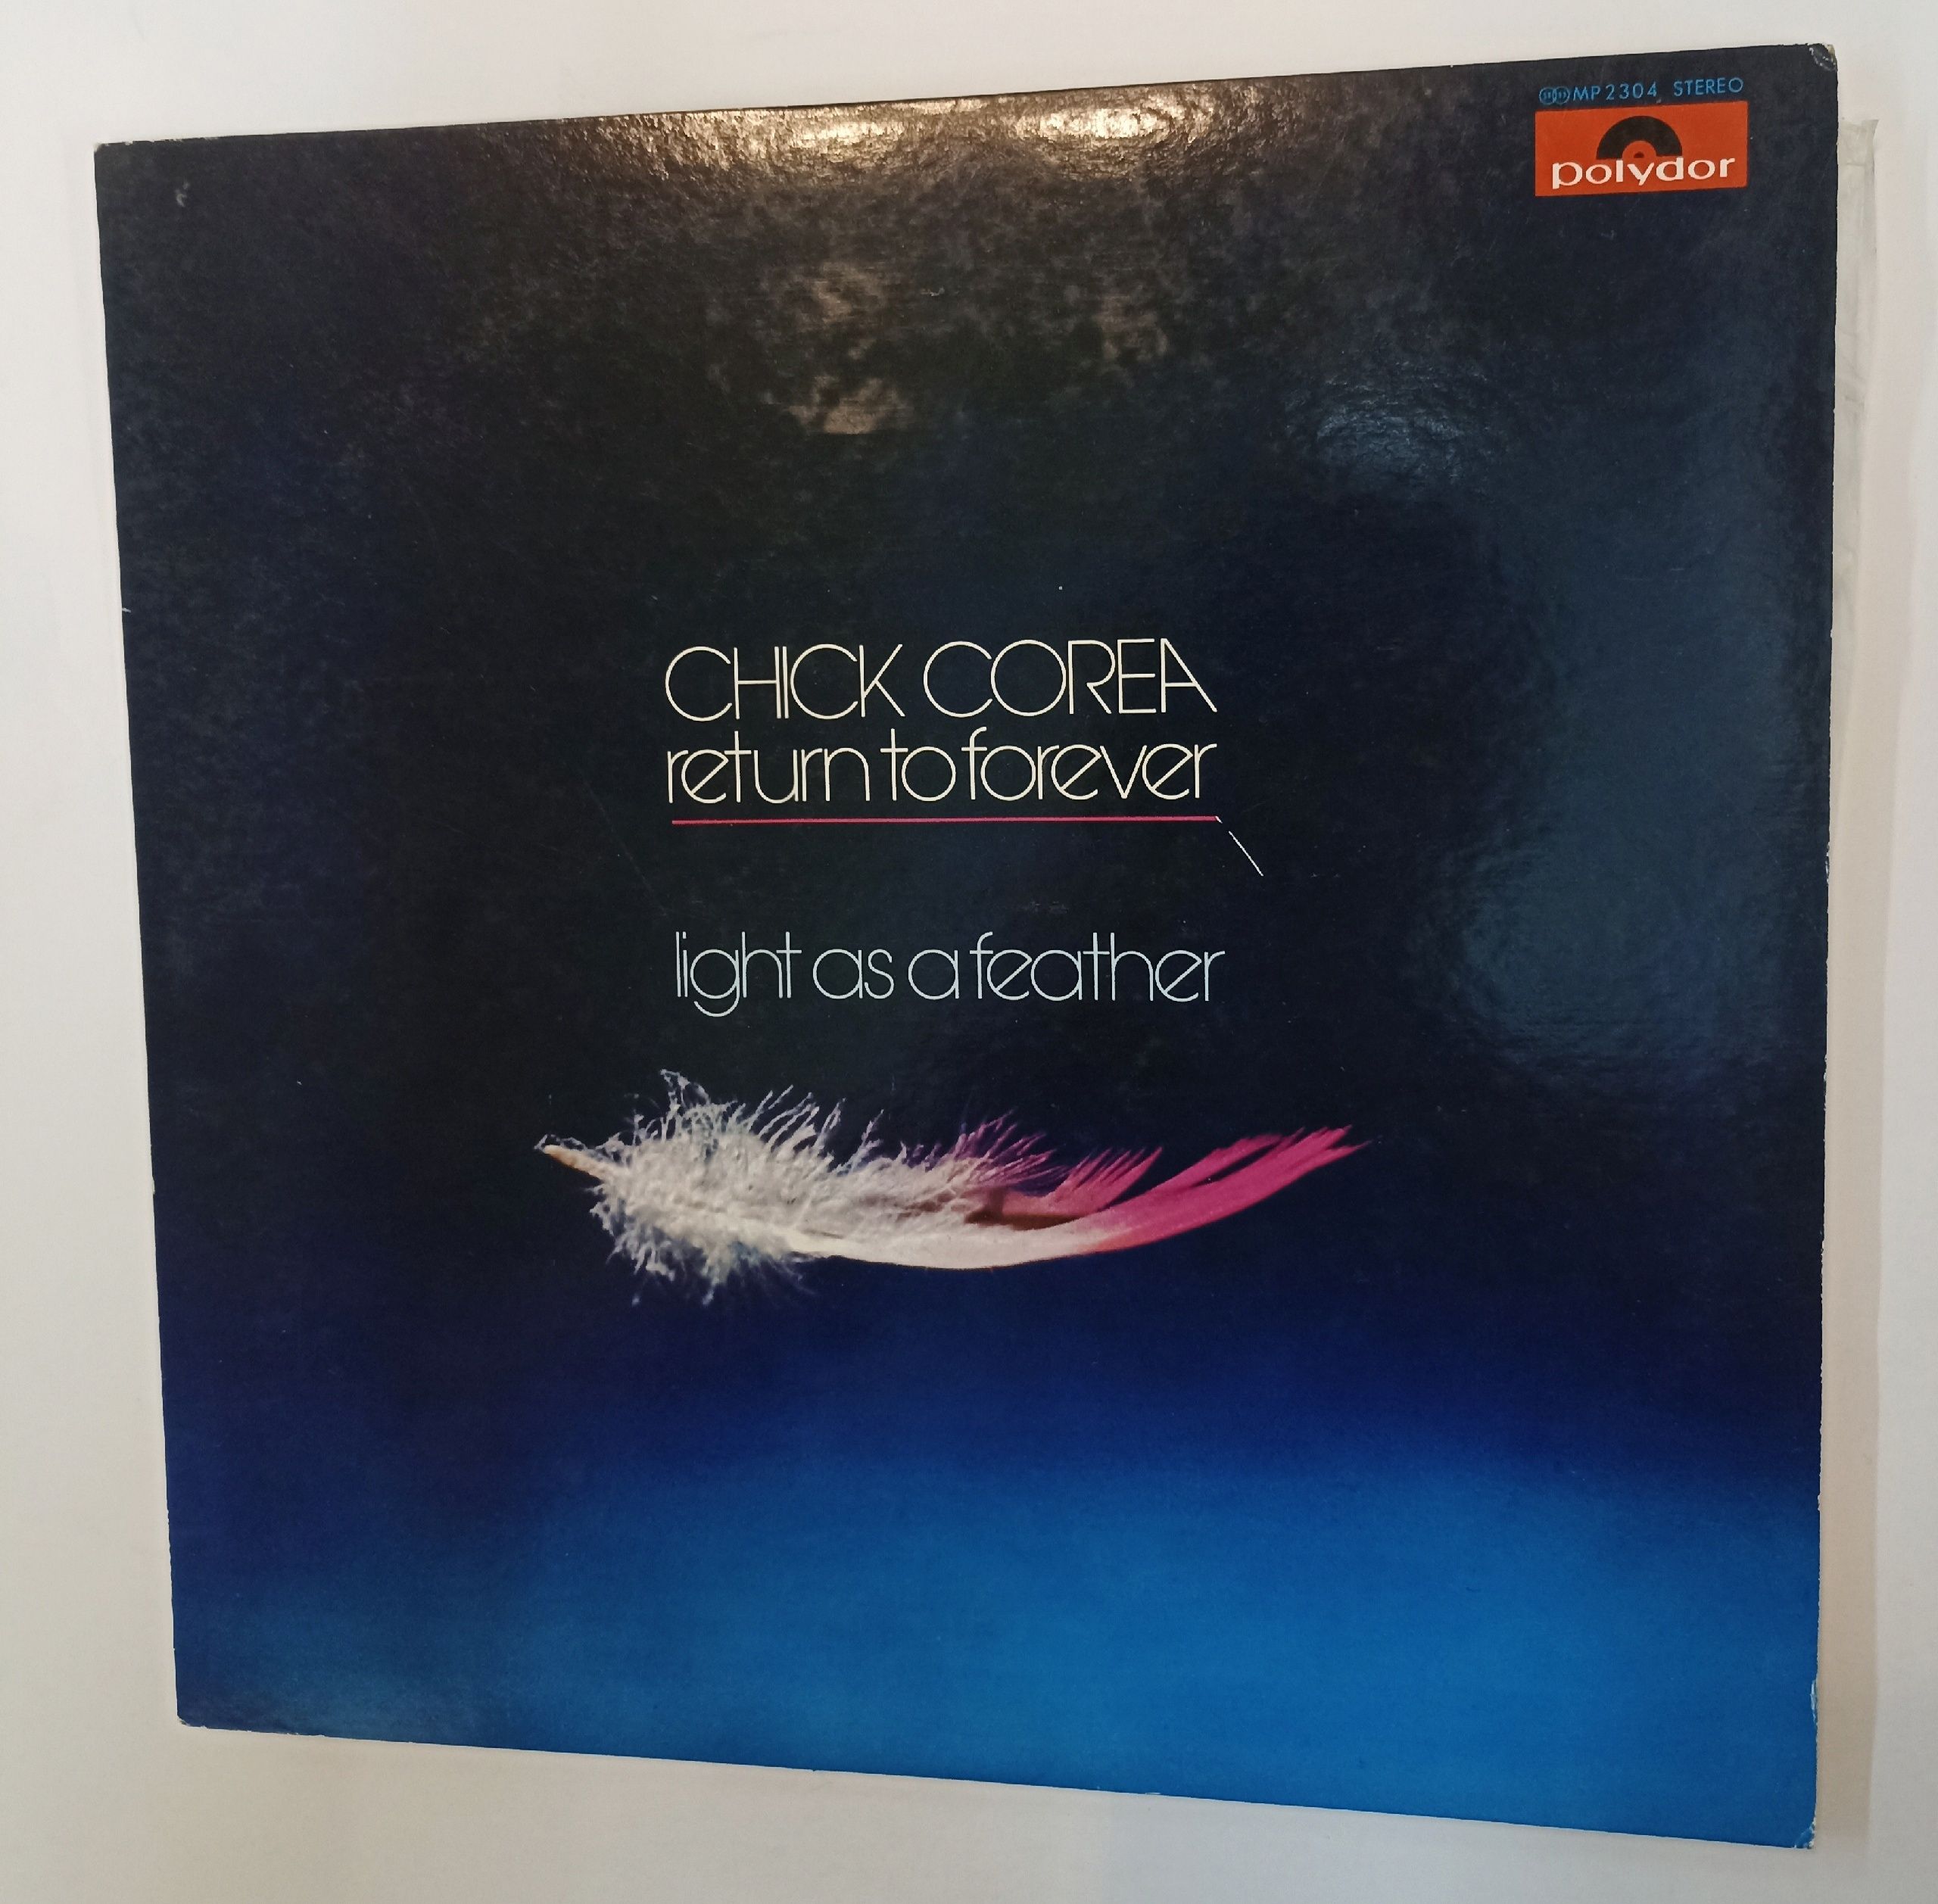 MP 2304 STEREO
polydor
CHICK COREA
return to forever
light as a feather